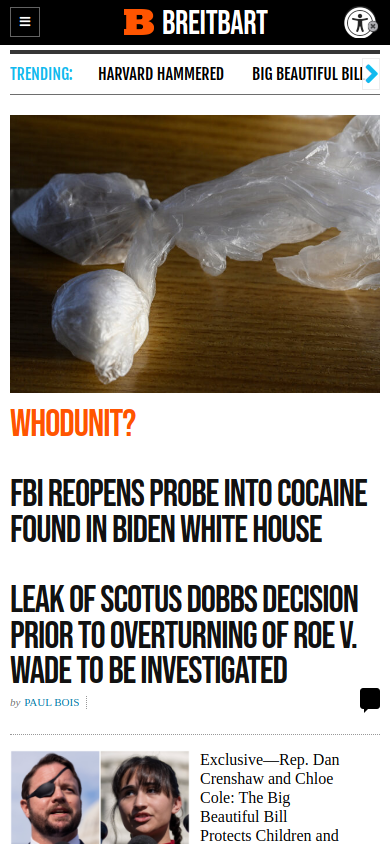 BREITBART
TRENDING:
HARVARD HAMMERED
BIG BEAUTIFUL BILL
WHODUNIT?
FBI REOPENS PROBE INTO COCAINE
FOUND IN BIDEN WHITE HOUSE
LEAK OF SCOTUS DOBBS DECISION
PRIOR TO OVERTURNING OF ROE V.
WADE TO BE INVESTIGATED
by PAUL BOIS
Exclusive—Rep. Dan
Crenshaw and Chloe
Cole: The Big
Beautiful Bill
Protects Children and